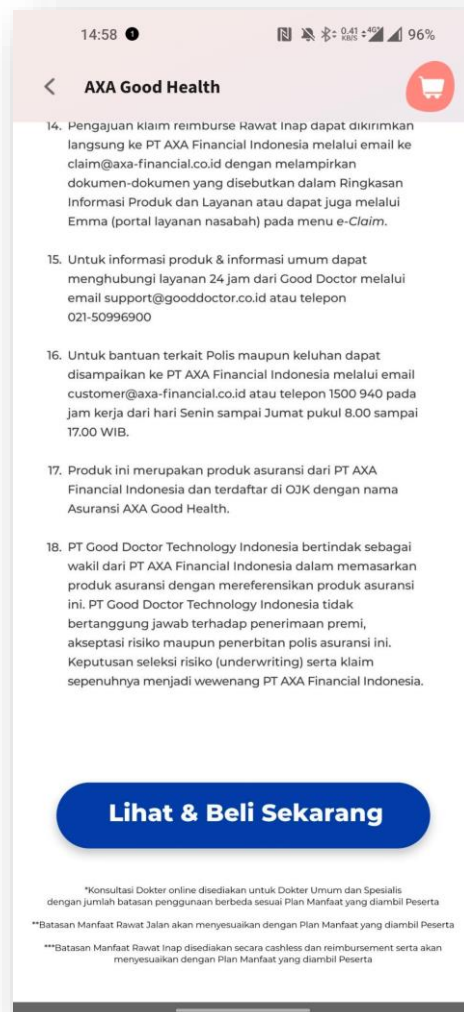 14:58 1 0.41 KB/S 4G+ 96%
AXA Good Health
14. Pengajuan klaim reimburse Rawat Inap dapat dikirimkan
langsung ke PT AXA Financial Indonesia melalui email ke
claim@axa-financial.co.id dengan melampirkan
dokumen-dokumen yang disebutkan dalam Ringkasan
Informasi Produk dan Layanan atau dapat juga melalui
Emma (portal layanan nasabah) pada menu e-Claim.
15. Untuk informasi produk & informasi umum dapat
menghubungi layanan 24 jam dari Good Doctor melalui
email support@gooddoctor.co.id atau telepon
021-50996900
16. Untuk bantuan terkait Polis maupun keluhan dapat
disampaikan ke PT AXA Financial Indonesia melalui email
customer@axa-financial.co.id atau telepon 1500 940 pada
jam kerja dari hari Senin sampai Jumat pukul 8.00 sampai
17.00 WIB.
17. Produk ini merupakan produk asuransi dari PT AXA
Financial Indonesia dan terdaftar di OJK dengan nama
Asuransi AXA Good Health.
18. PT Good Doctor Technology Indonesia bertindak sebagai
wakil dari PT AXA Financial Indonesia dalam memasarkan
produk asuransi dengan mereferensikan produk asuransi
ini. PT Good Doctor Technology Indonesia tidak
bertanggung jawab terhadap penerimaan premi,
akseptasi risiko maupun penerbitan polis asuransi ini.
Keputusan seleksi risiko (underwriting) serta klaim
sepenuhnya menjadi wewenang PT AXA Financial Indonesia.
Lihat & Beli Sekarang
*Konsultasi Dokter online disediakan untuk Dokter Umum dan Spesialis
dengan jumlah batasan penggunaan berbeda sesuai Plan Manfaat yang diambil Peserta
**Batasan Manfaat Rawat Jalan akan menyesuaikan dengan Plan Manfaat yang diambil Peserta
***Batasan Manfaat Rawat Inap disediakan secara cashless dan reimbursement serta akan
menyesuaikan dengan Plan Manfaat yang diambil Peserta